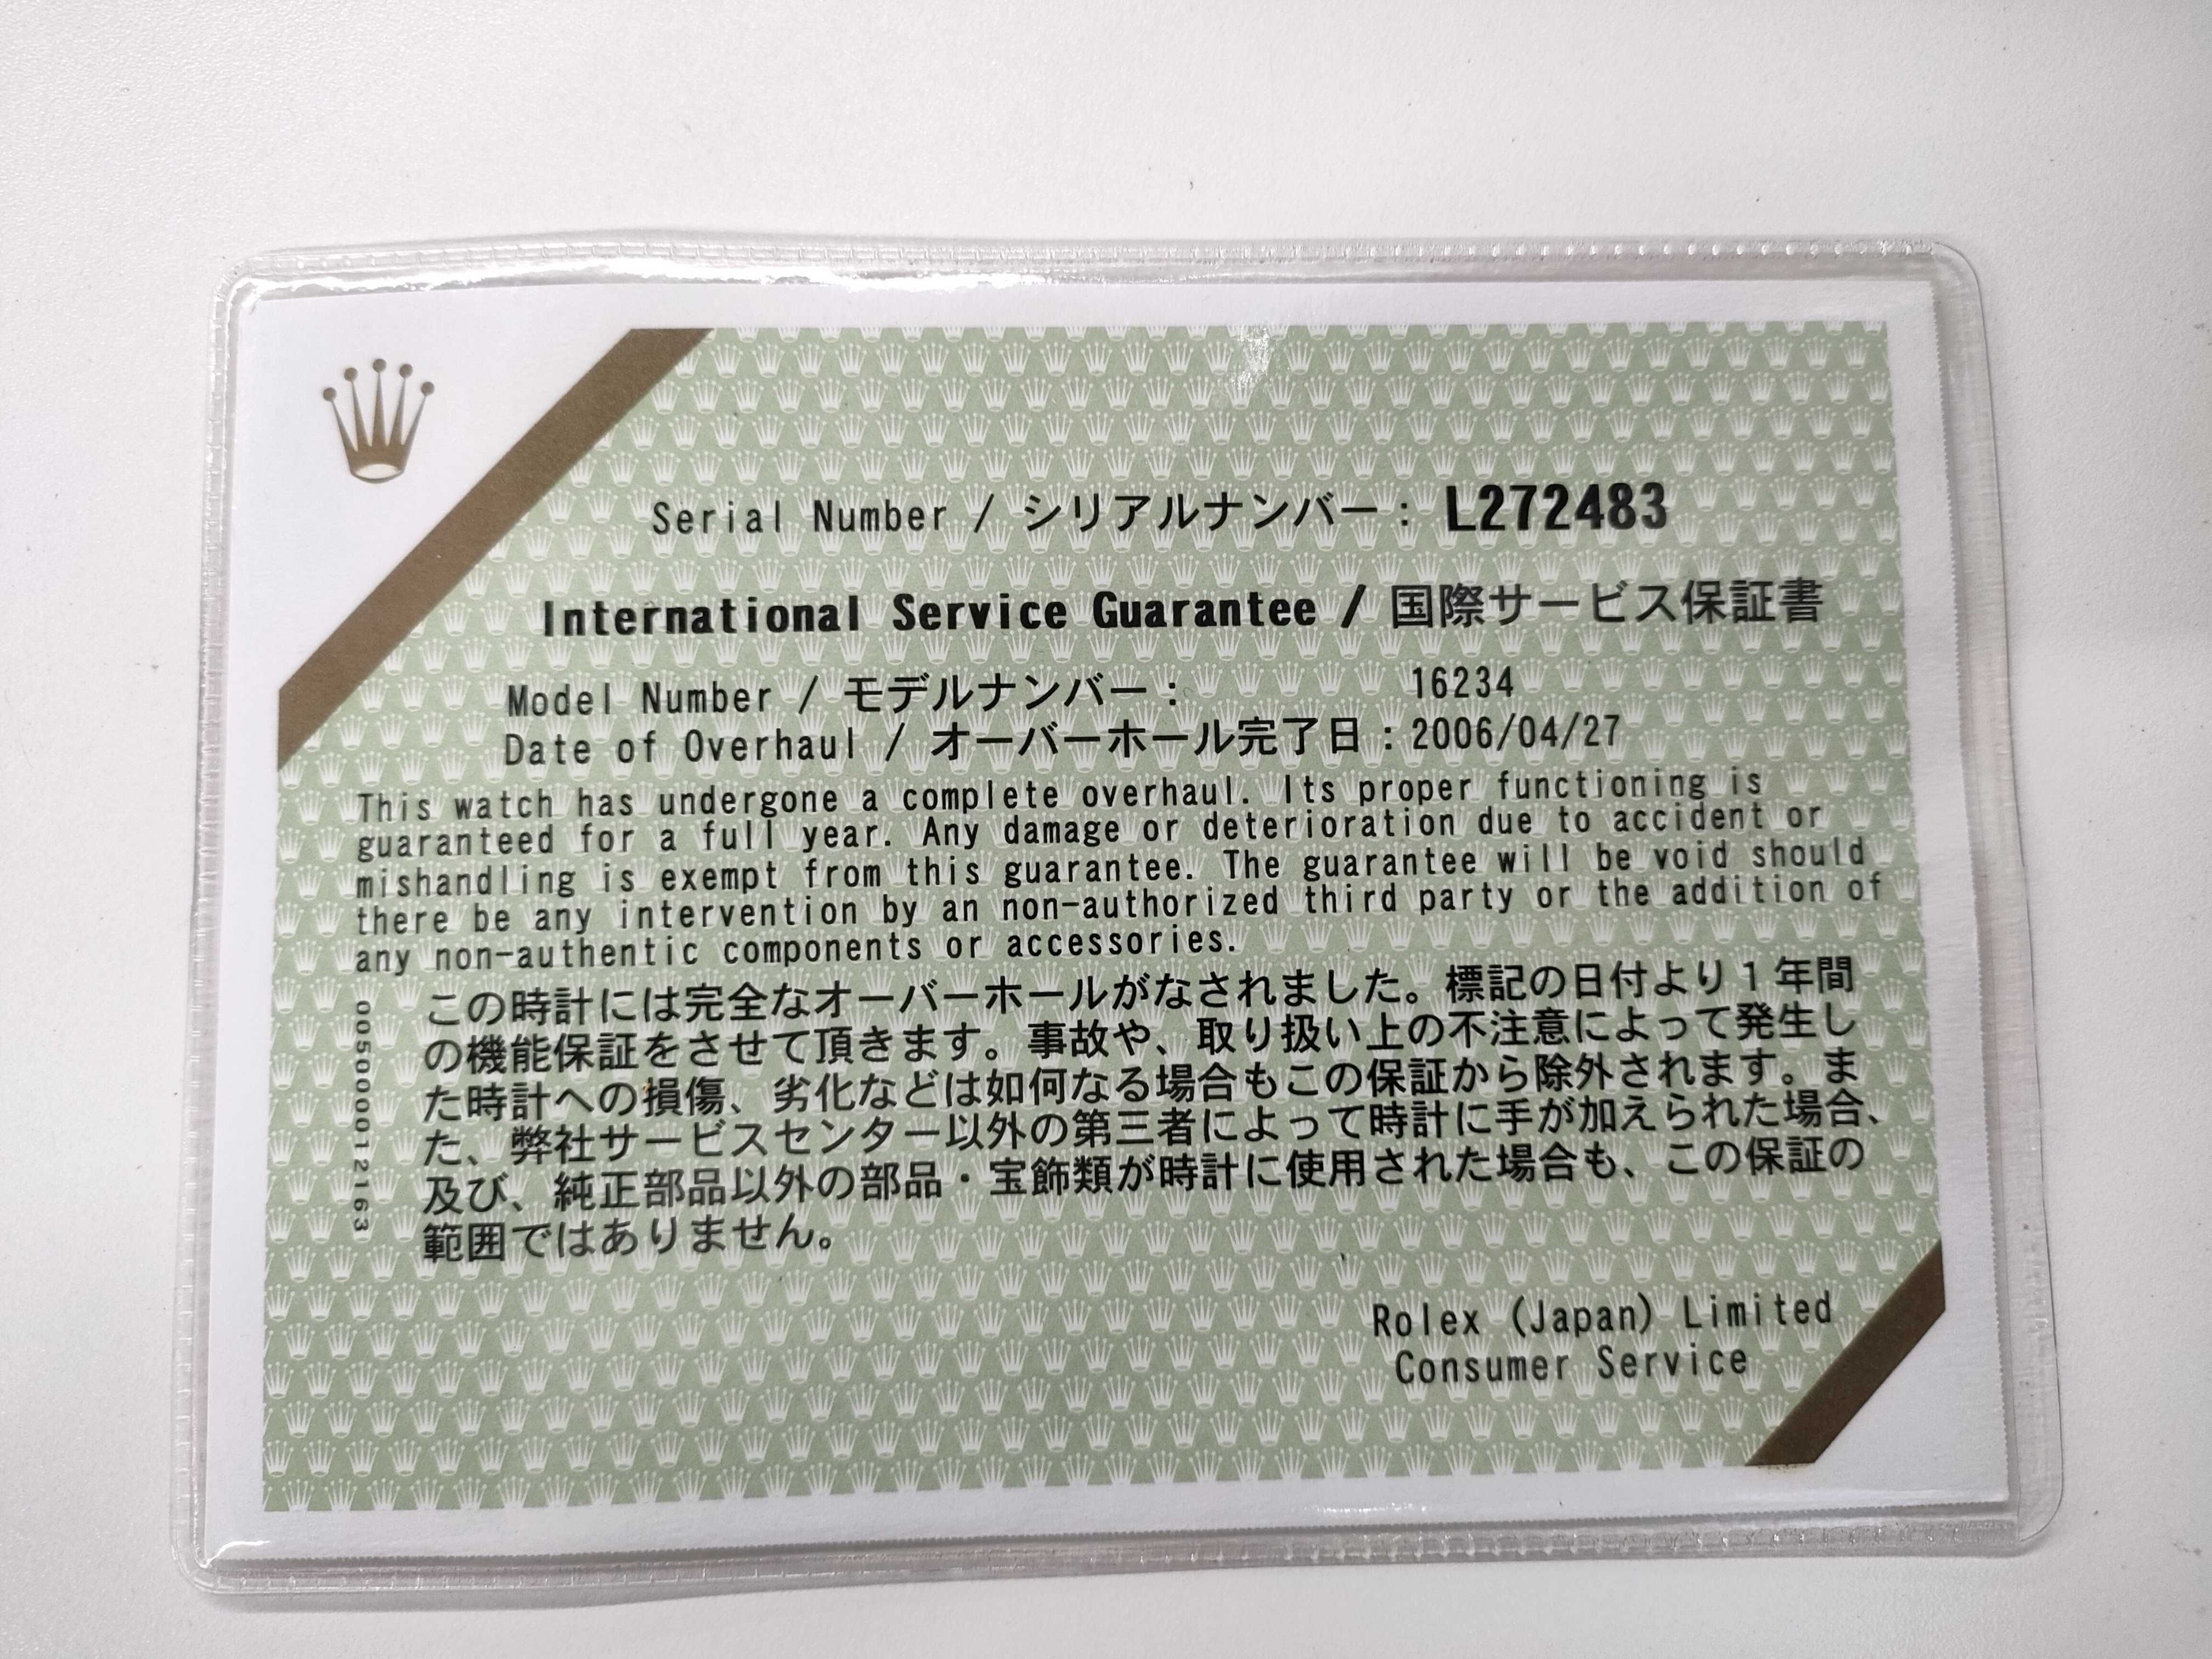 Serial Number / シリアルナンバー： L272483
International Service Guarantee / 国際サービス保証書
Model Number / モデルナンバー： 16234
Date of Overhaul / オーバーホール完了日：2006/04/27
This watch has undergone a complete overhaul. Its proper functioning is
guaranteed for a full year. Any damage or deterioration due to accident or
mishandling is exempt from this guarantee. The guarantee will be void should
there be any intervention by an non-authorized third party or the addition of
any non-authentic components or accessories.
この時計には完全なオーバーホールがなされました。標記の日付より１年間
の機能保証をさせて頂きます。事故や、取り扱い上の不注意によって発生し
た時計への損傷、劣化などは如何なる場合もこの保証から除外されます。ま
た、弊社サービスセンター以外の第三者によって時計に手が加えられた場合、
及び、純正部品以外の部品・宝飾類が時計に使用された場合も、この保証の
範囲ではありません。
005000012163
Rolex (Japan) Limited
Consumer Service